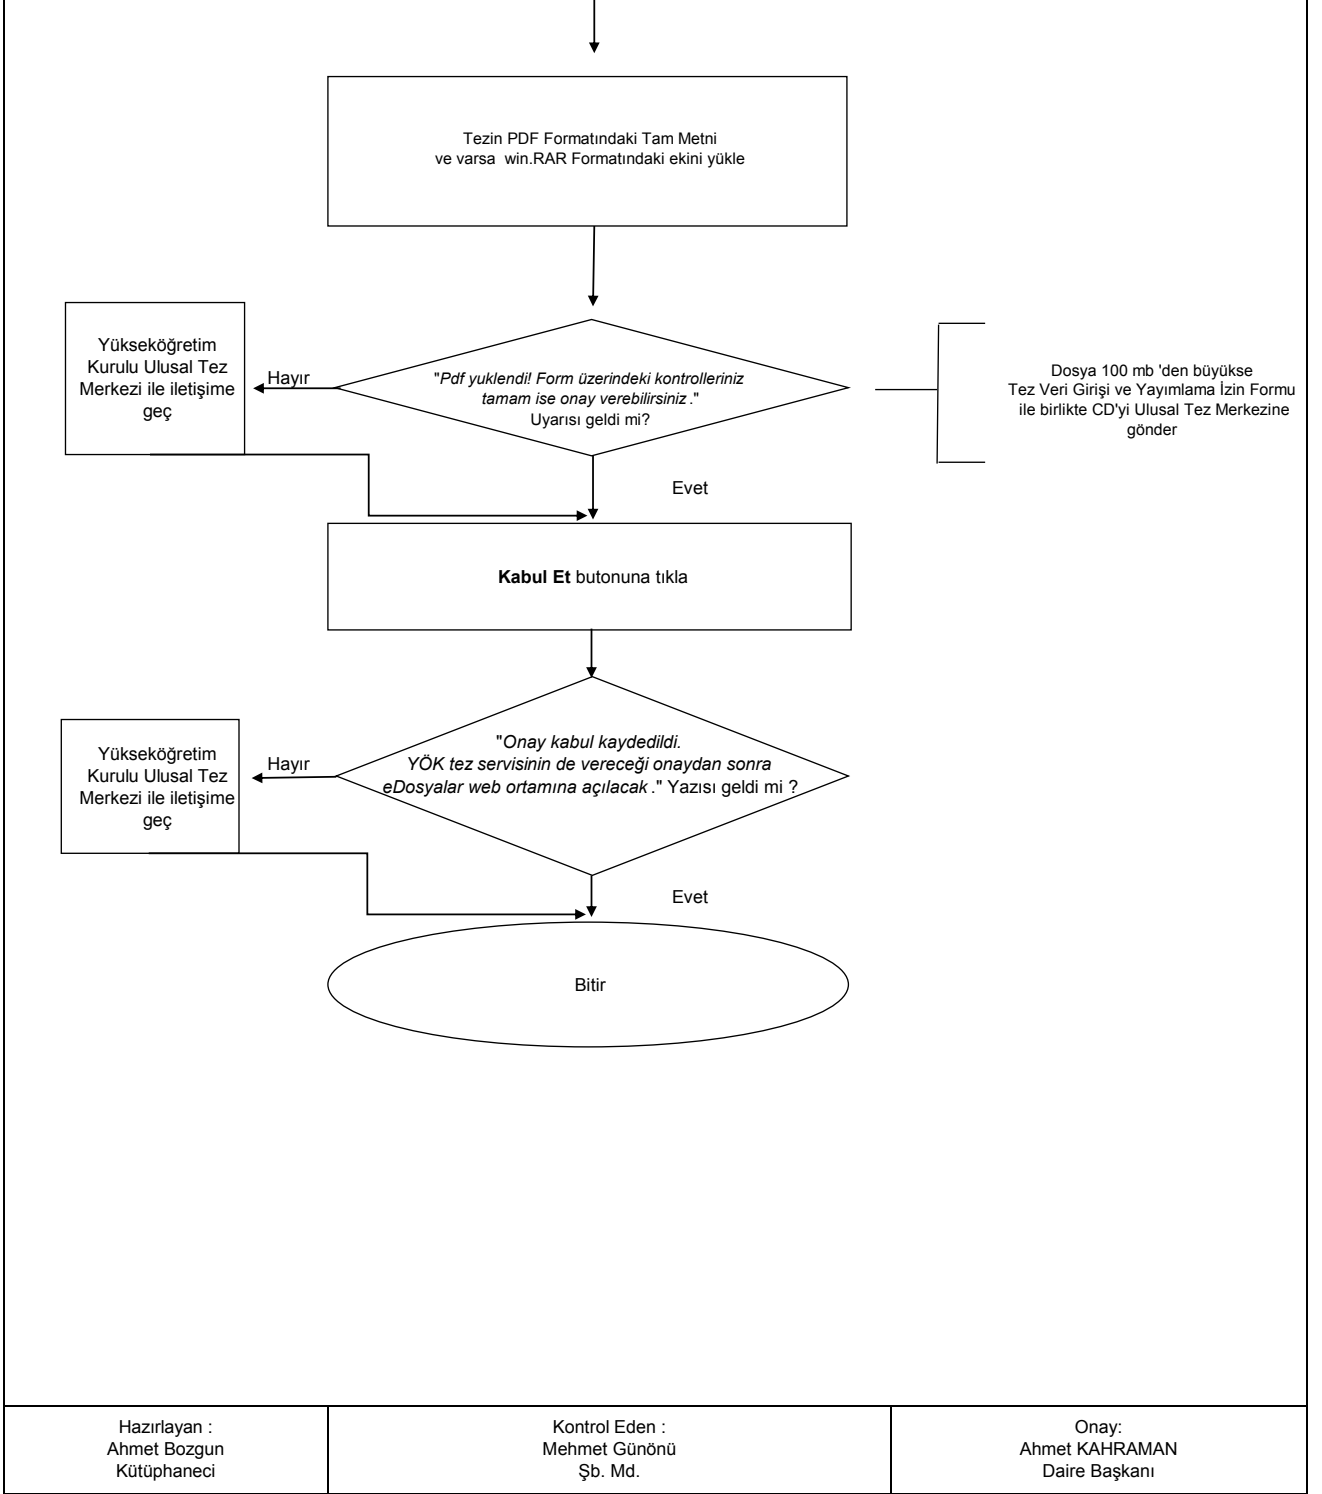 Tezin PDF Formatındaki Tam Metni
ve varsa win.RAR Formatındaki ekini yükle
Yükseköğretim
Kurulu Ulusal Tez
Merkezi ile iletişime
geç
Hayır
"Pdf yuklendi! Form üzerindeki kontrolleriniz
tamam ise onay verebilirsiniz."
Uyarısı geldi mi?
Dosya 100 mb 'den büyükse
Tez Veri Girişi ve Yayımlama İzin Formu
ile birlikte CD'yi Ulusal Tez Merkezine
gönder
Evet
Kabul Et butonuna tıkla
Yükseköğretim
Kurulu Ulusal Tez
Merkezi ile iletişime
geç
Hayır
"Onay kabul kaydedildi.
YÖK tez servisinin de vereceği onaydan sonra
eDosyalar web ortamına açılacak." Yazısı geldi mi ?
Evet
Bitir
Hazırlayan :
Ahmet Bozgun
Kütüphaneci
Kontrol Eden :
Mehmet Günönü
Şb. Md.
Onay:
Ahmet KAHRAMAN
Daire Başkanı